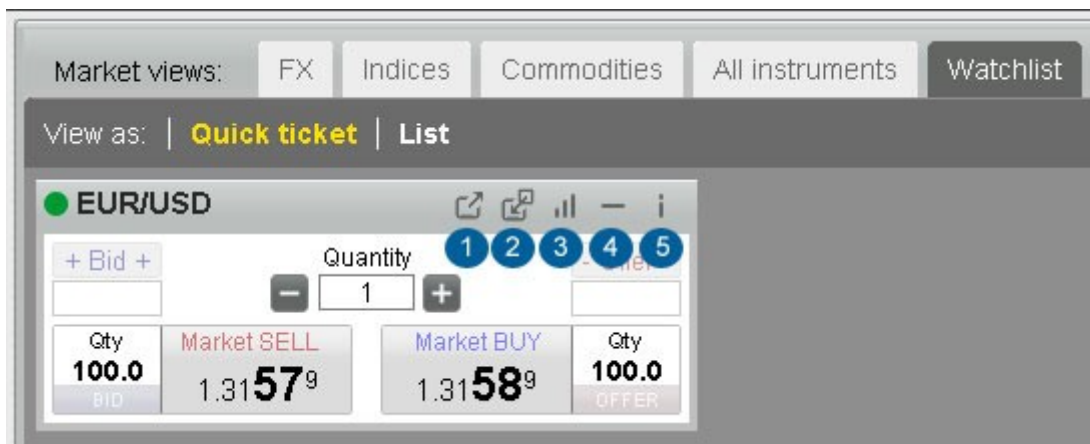 Market views: FX Indices Commodities All instruments Watchlist
View as: | Quick ticket | List
EUR/USD i
1 2 3 4 5
+ Bid + Quantity
− 1 +
Qty Market SELL Market BUY Qty
100.0 1.31579 1.31589 100.0
BID OFFER